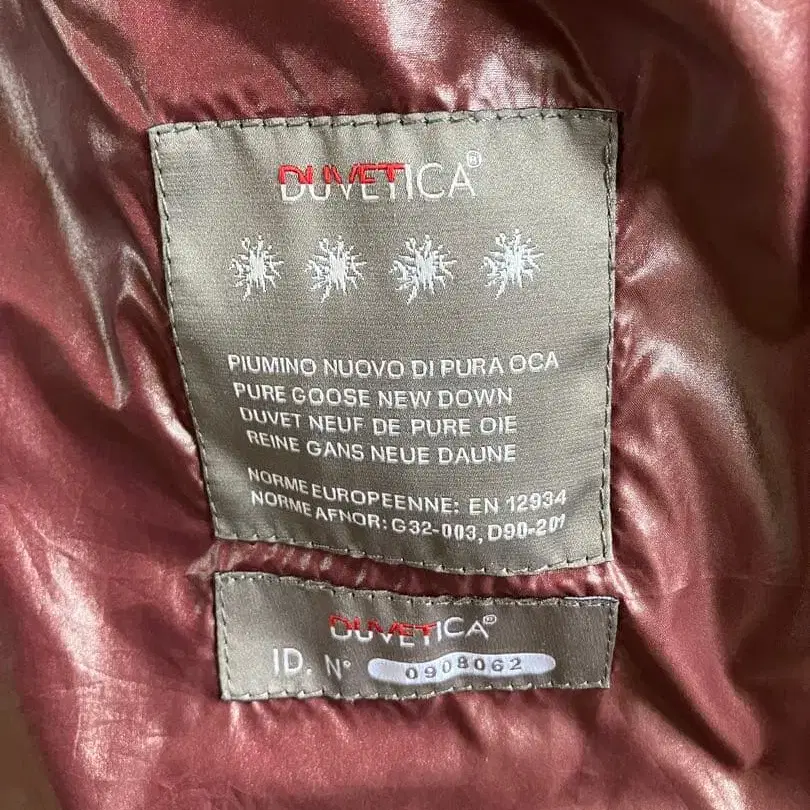 DUVETICA®
PIUMINO NUOVO DI PURA OCA
PURE GOOSE NEW DOWN
DUVET NEUF DE PURE OIE
REINE GANS NEUE DAUNE
NORME EUROPEENNE: EN 12934
NORME AFNOR: G32-003, D90-201
DUVETICA®
ID. N° 0908062